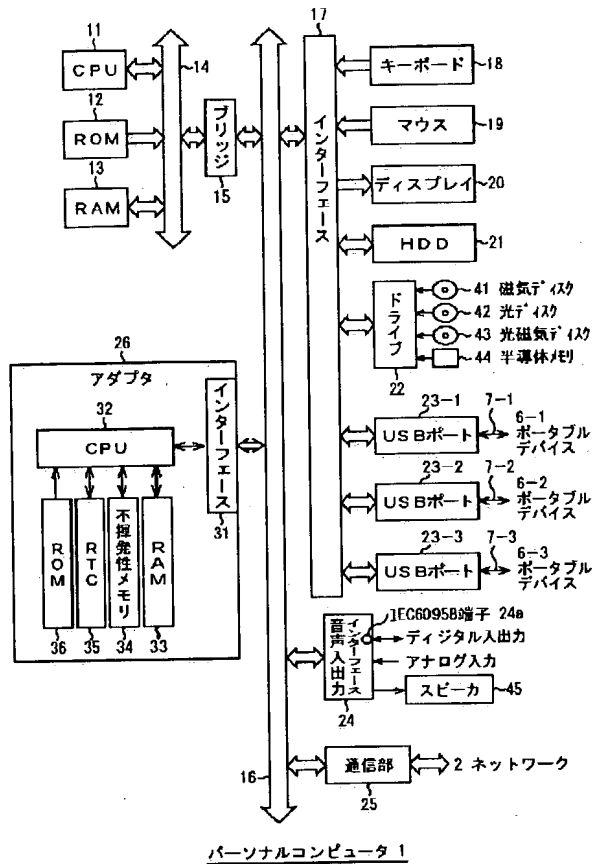 11
CPU
12
ROM
13
RAM
14
ブリッジ
15
17
インターフェース
キーボード
18
マウス
19
ディスプレイ
20
HDD
21
ドライブ
22
41 磁気ディスク
42 光ディスク
43 光磁気ディスク
44 半導体メモリ
23-1
USBポート
7-1
6-1
ポータブル
デバイス
23-2
USBポート
7-2
6-2
ポータブル
デバイス
23-3
USBポート
7-3
6-3
ポータブル
デバイス
26
アダプタ
32
CPU
インターフェース
31
ROM
36
RTC
35
不揮発性メモリ
34
RAM
33
音声入出力
インターフェース
24
IEC60958端子 24a
ディジタル入出力
アナログ入力
スピーカ
45
16
通信部
25
2 ネットワーク
パーソナルコンピュータ 1